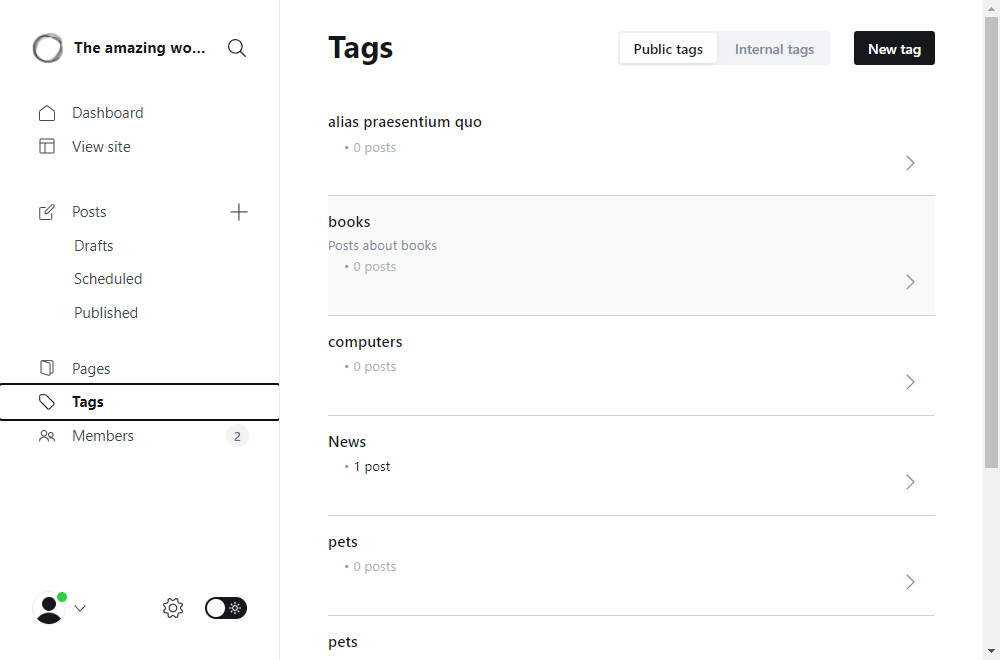 The amazing wo...
Dashboard
View site
Posts
Drafts
Scheduled
Published
Pages
Tags
Members
2
Tags
Public tags
Internal tags
New tag
alias praesentium quo
• 0 posts
books
Posts about books
• 0 posts
computers
• 0 posts
News
• 1 post
pets
• 0 posts
pets